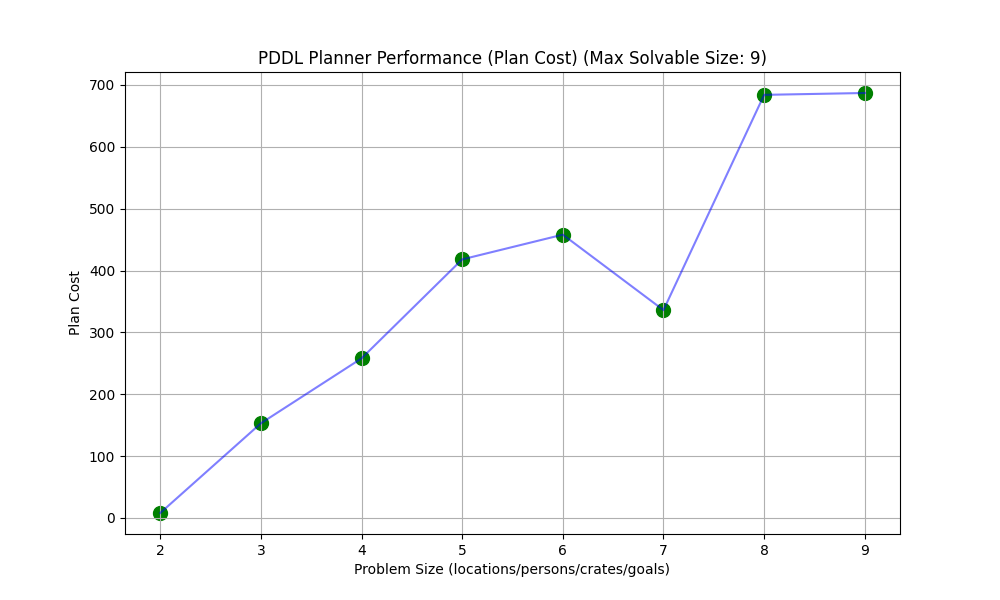 PDDL Planner Performance (Plan Cost) (Max Solvable Size: 9)
700
600
500
400
300
200
100
0
Plan Cost
2 3 4 5 6 7 8 9
Problem Size (locations/persons/crates/goals)